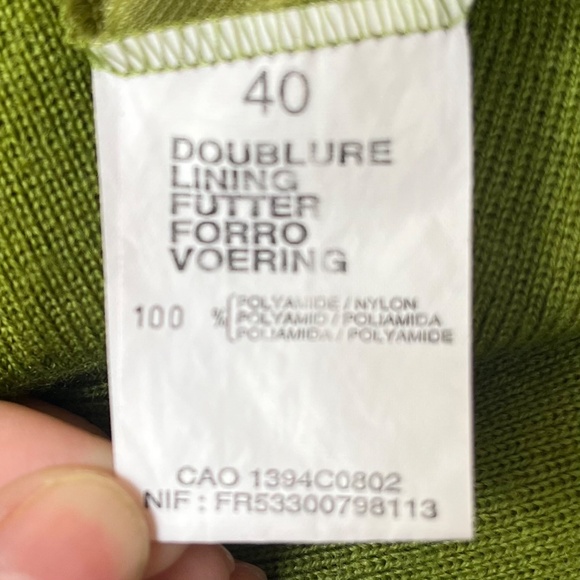 40
DOUBLURE
LINING
FUTTER
FORRO
VOERING
100 % { POLYAMIDE / NYLON
POLYAMID / POLIAMIDA
POLIAMIDA / POLYAMIDE
CAO 1394C0802
NIF : FR53300798113